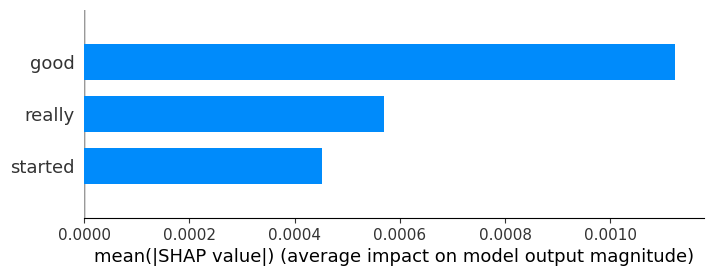 good
really
started
0.0000 0.0002 0.0004 0.0006 0.0008 0.0010
mean(|SHAP value|) (average impact on model output magnitude)